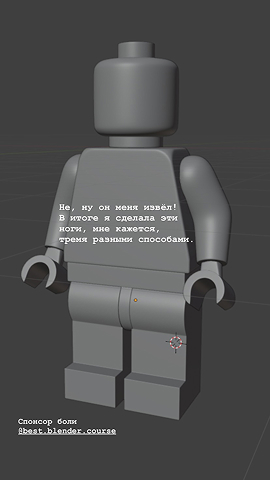 Не, ну он меня извёл!
В итоге я сделала эти
ноги, мне кажется,
тремя разными способами.
Спонсор боли
@best.blender.course